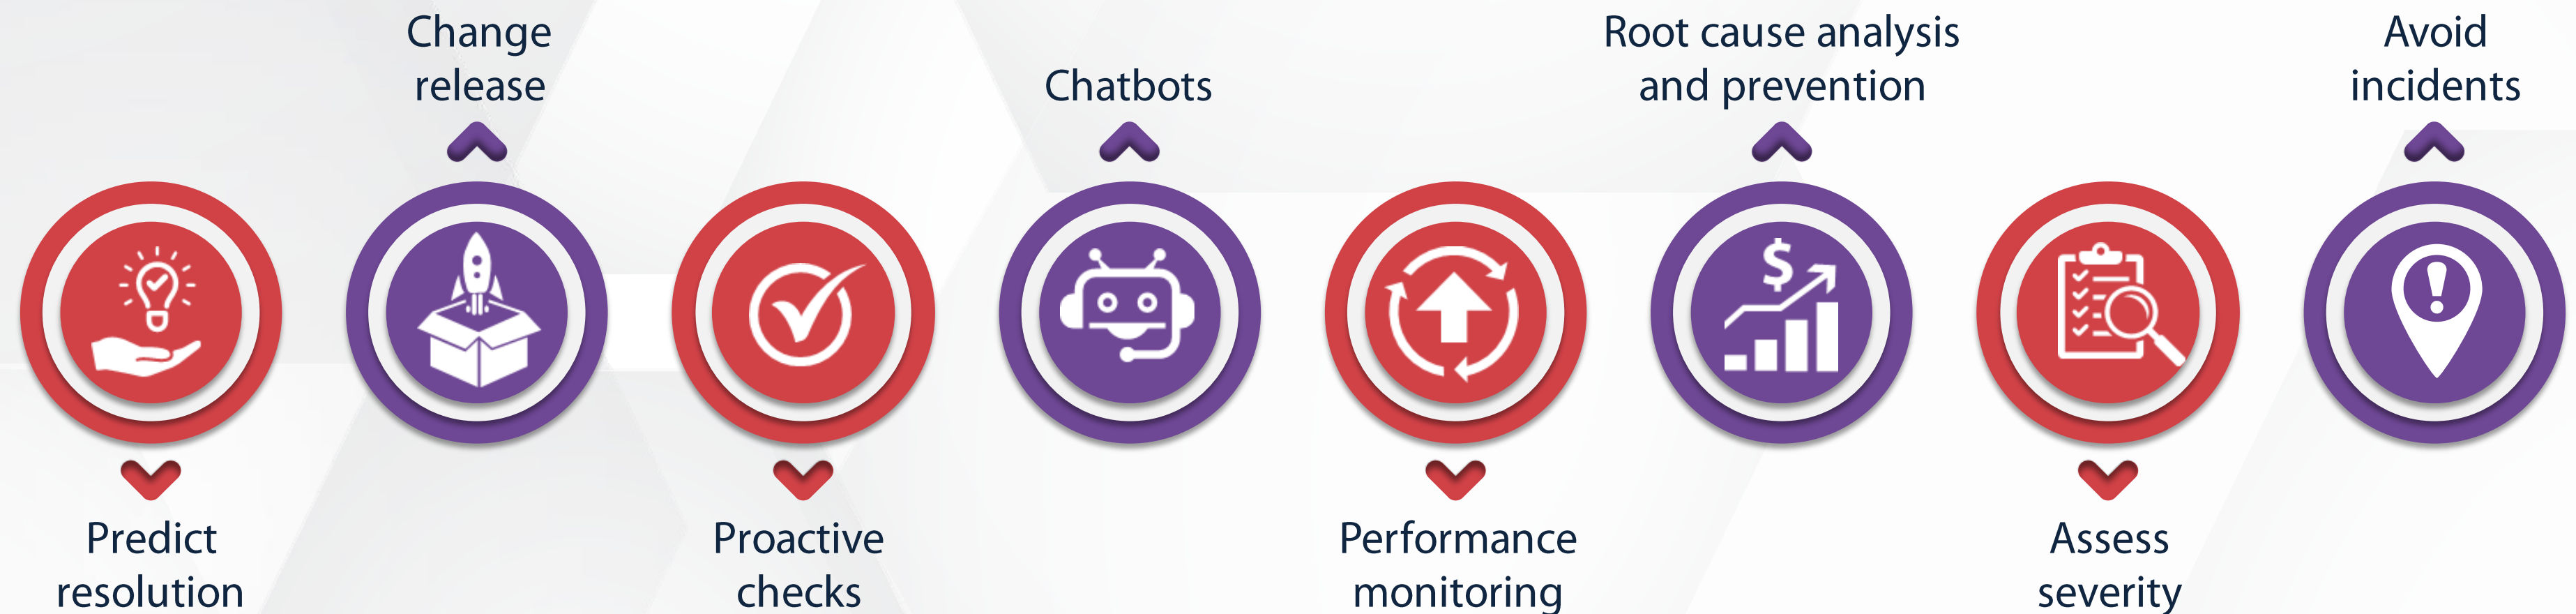 Change
release
Chatbots
Root cause analysis
and prevention
Avoid
incidents
$
Predict
resolution
Proactive
checks
Performance
monitoring
Assess
severity